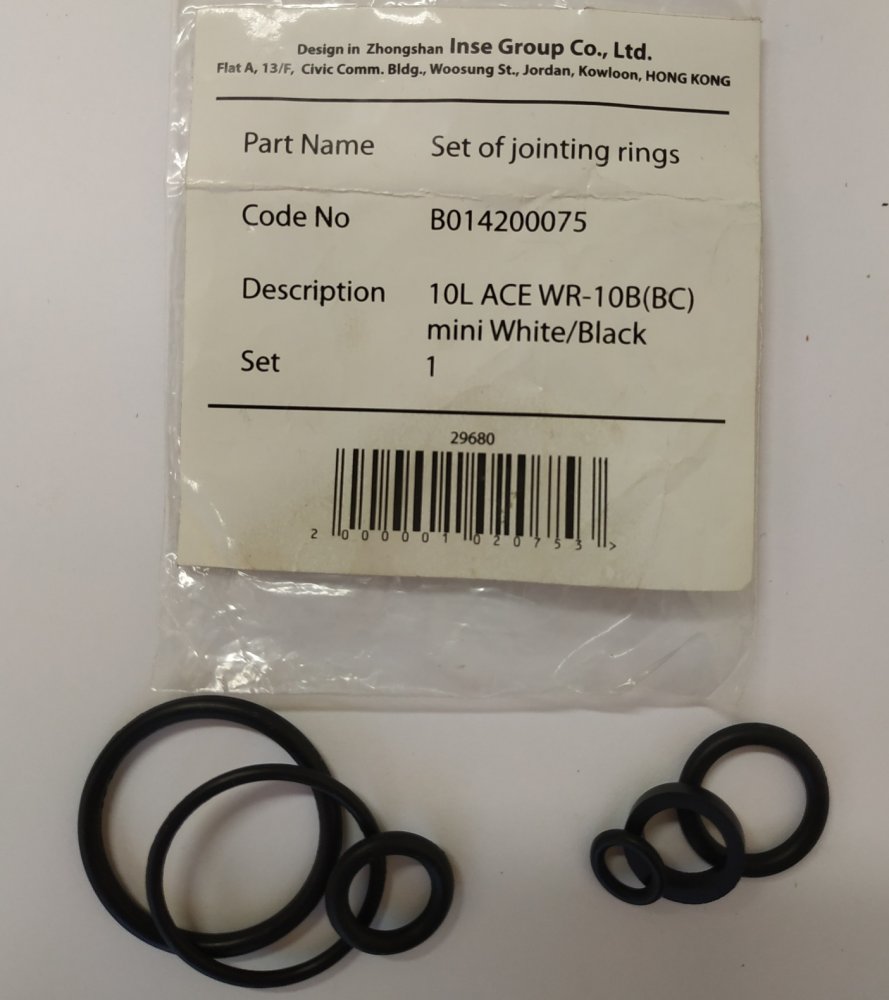 Design in Zhongshan Inse Group Co., Ltd.
Flat A, 13/F, Civic Comm. Bldg., Woosung St., Jordan, Kowloon, HONG KONG
Part Name Set of jointing rings
Code No B014200075
Description 10L ACE WR-10B(BC)
mini White/Black
Set 1
29680
2 000001 020753 >